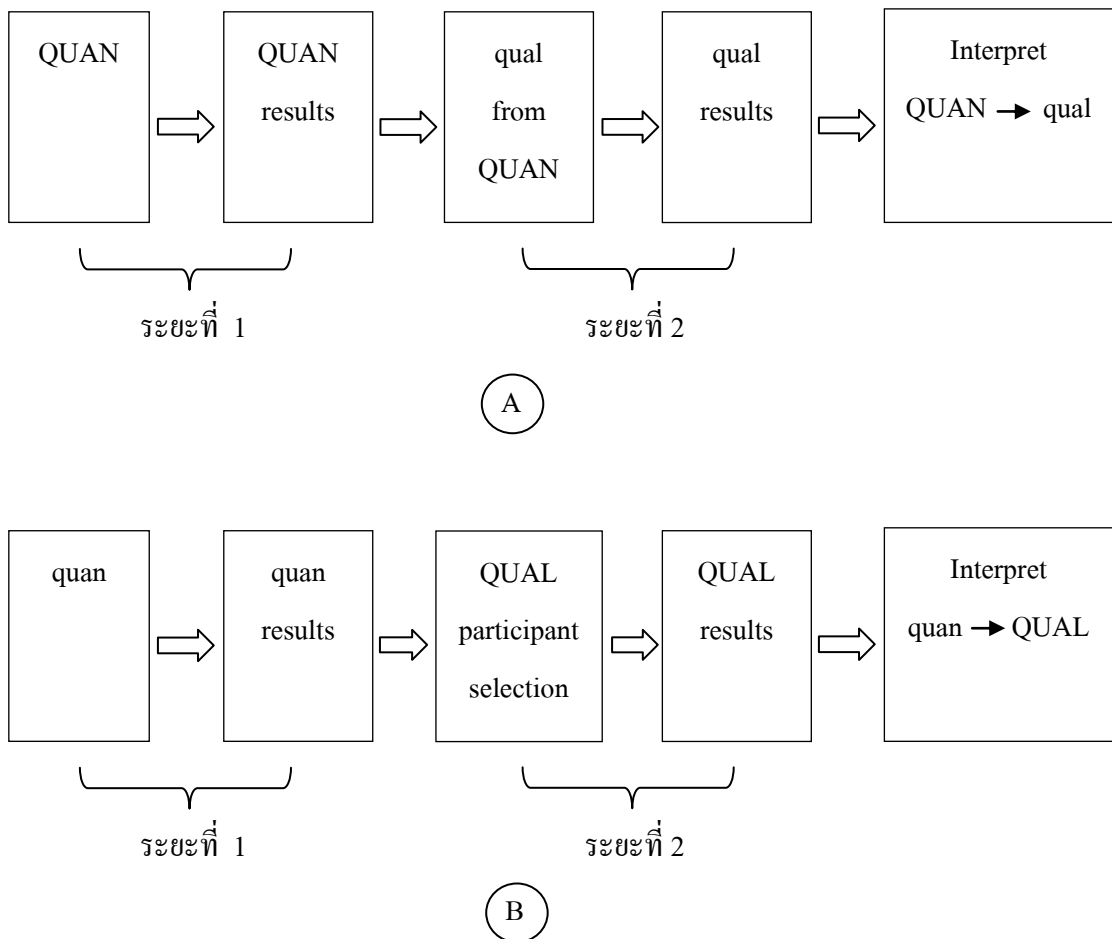 QUAN
QUAN
results
qual
from
QUAN
qual
results
Interpret
QUAN → qual
ระยะที่ 1
ระยะที่ 2
A
quan
quan
results
QUAL
participant
selection
QUAL
results
Interpret
quan → QUAL
ระยะที่ 1
ระยะที่ 2
B